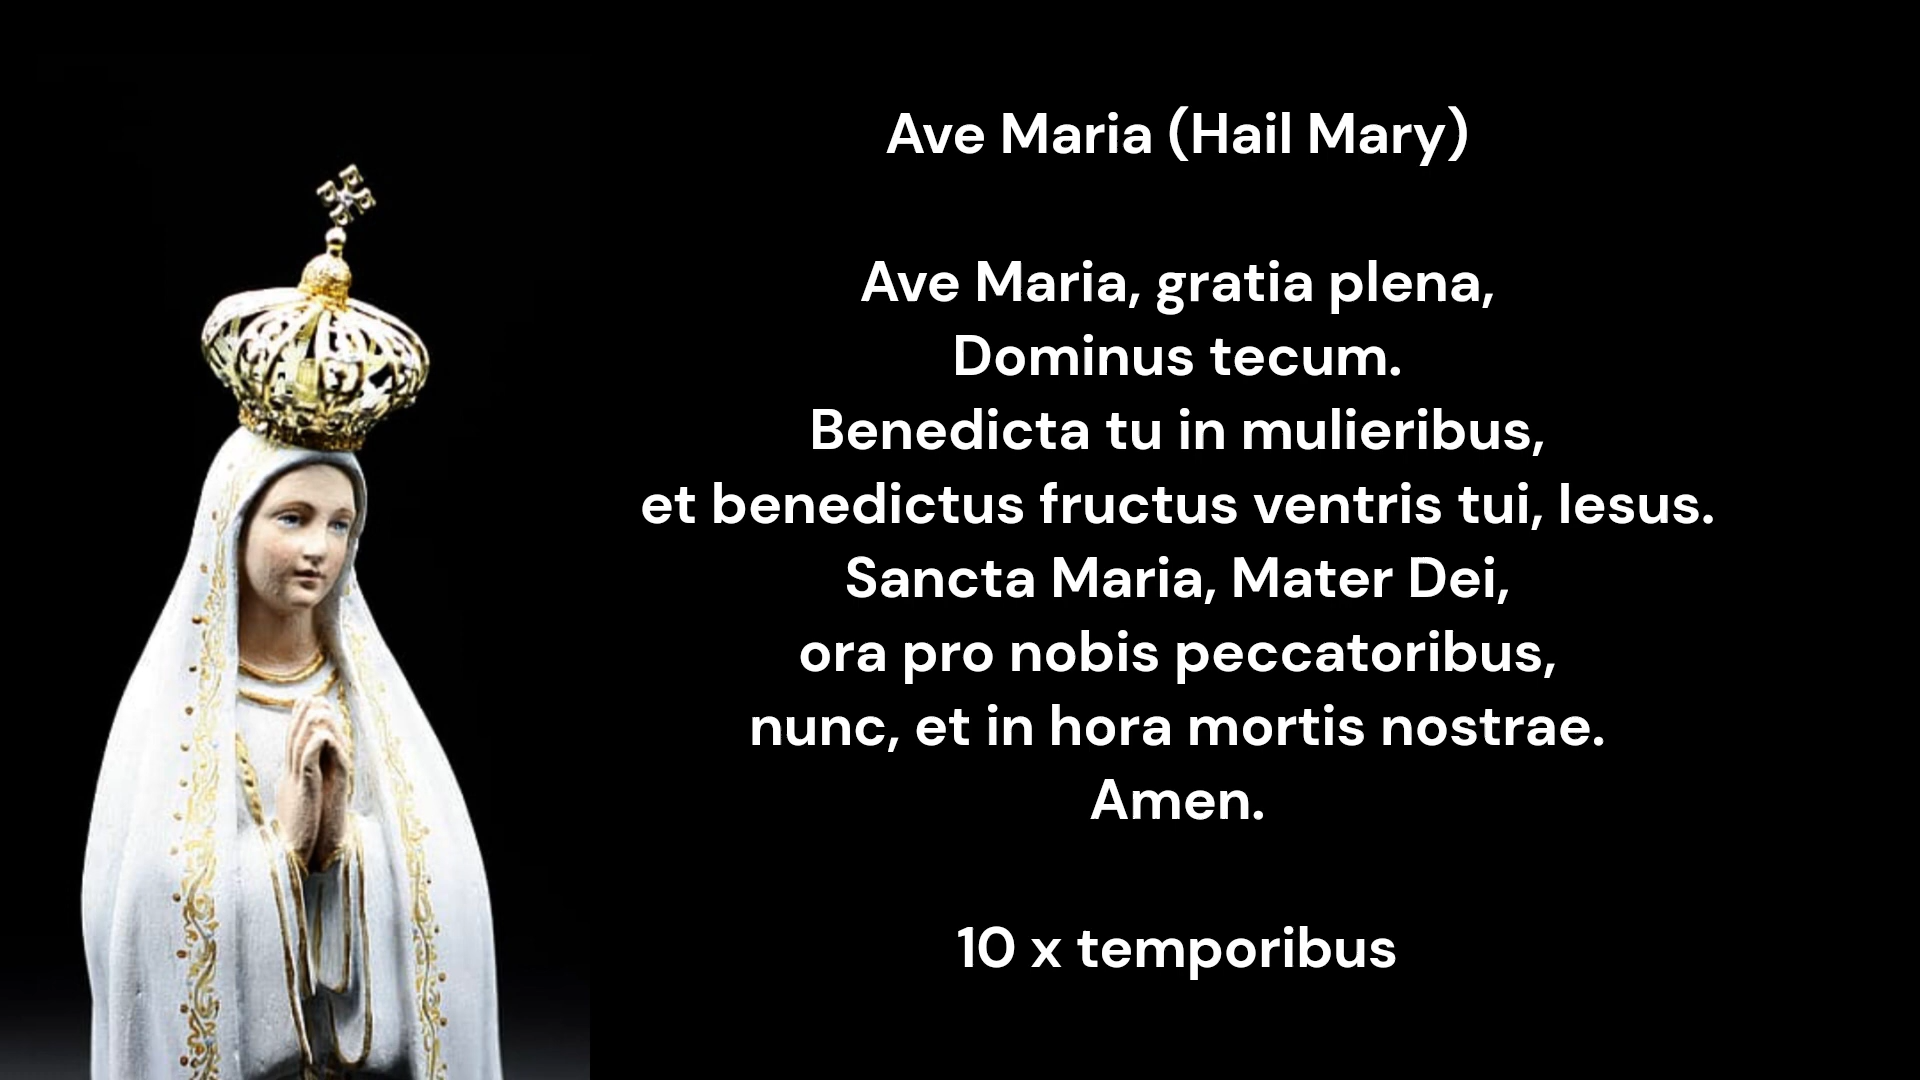 Ave Maria (Hail Mary)
Ave Maria, gratia plena,
Dominus tecum.
Benedicta tu in mulieribus,
et benedictus fructus ventris tui, Iesus.
Sancta Maria, Mater Dei,
ora pro nobis peccatoribus,
nunc, et in hora mortis nostrae.
Amen.
10 x temporibus